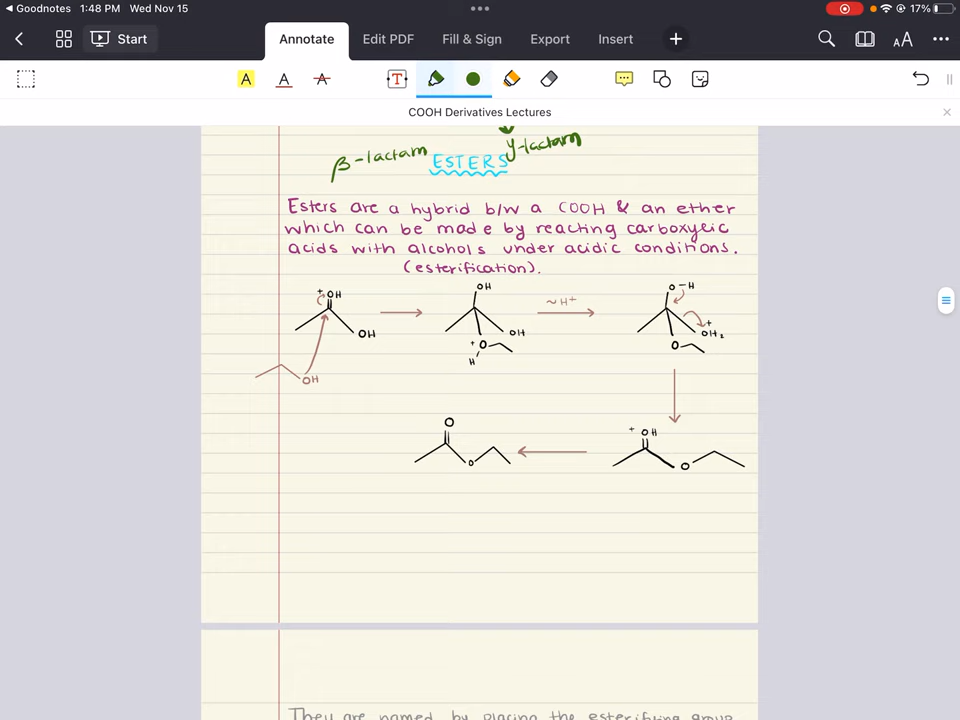 Goodnotes 1:48 PM Wed Nov 15 17%
Start Annotate Edit PDF Fill & Sign Export Insert AA
A A A T
COOH Derivatives Lectures
β-lactam ESTERS γ-lactam
Esters are a hybrid b/w a COOH & an ether
which can be made by reacting carboxylic
acids with alcohols under acidic conditions.
(esterification).
+OH OH ~H+ O-H
OH OH +OH2
+O O
H
OH
O + OH
O O
They are named by placing the esterifying group